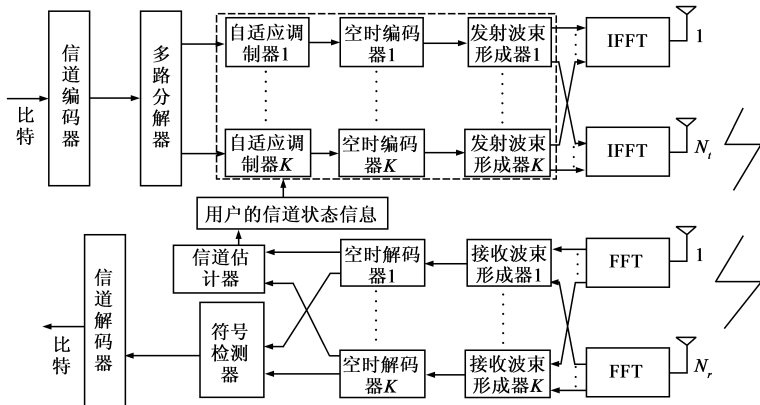 信道编码器
比特
多路分解器
自适应调
制器1
空时编码
器1
发射波束
形成器1
IFFT
1
自适应调
制器K
空时编码
器K
发射波束
形成器K
IFFT
Nt
用户的信道状态信息
信道解码器
比特
信道估
计器
符号
检测
器
空时解码
器1
接收波束
形成器1
FFT
1
空时解码
器K
接收波束
形成器K
FFT
Nr